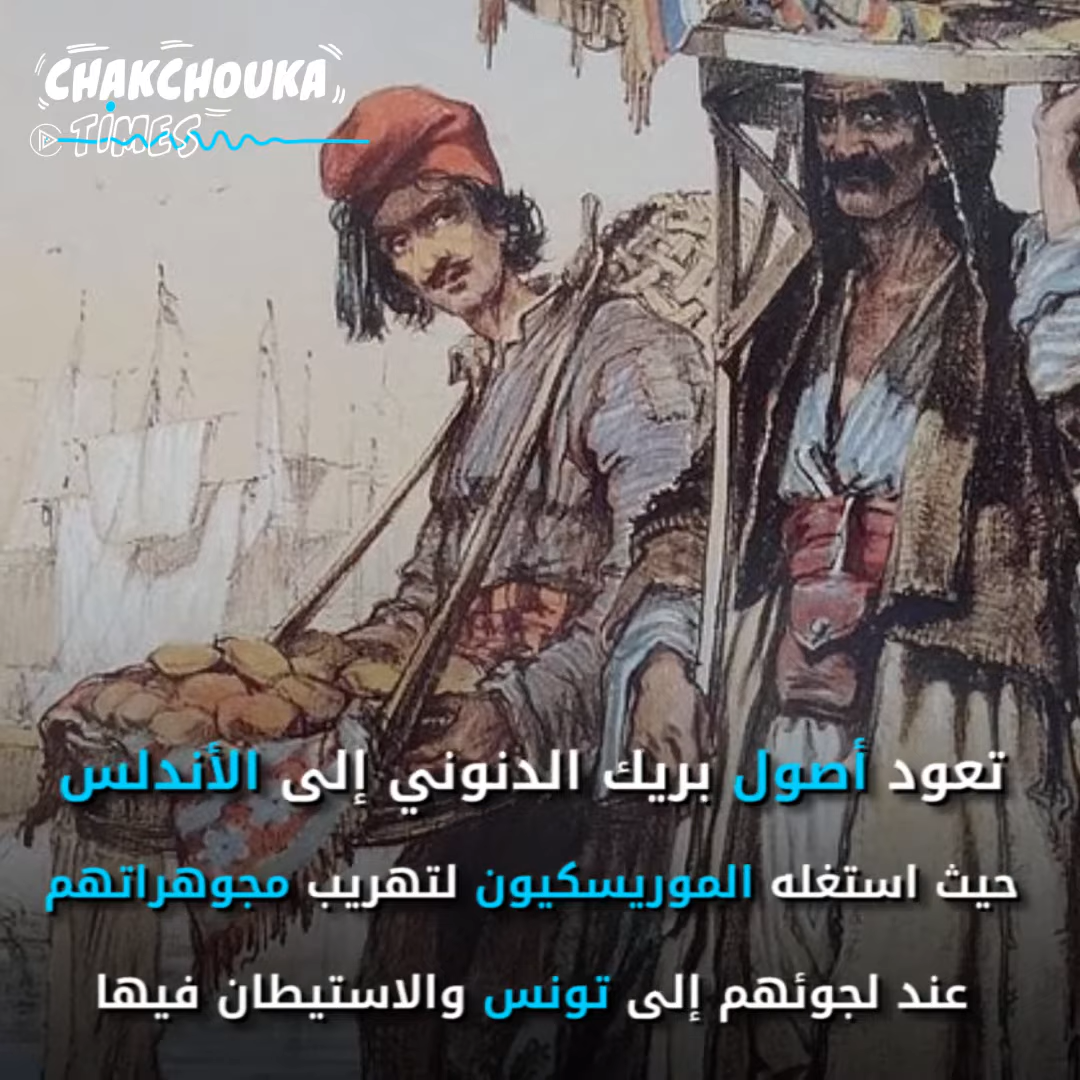 CHAKCHOUKA
TIMES
تعود أصول بريك الدنوني إلى الأندلس
حيث استغله الموريسكيون لتهريب مجوهراتهم
عند لجوئهم إلى تونس والاستيطان فيها